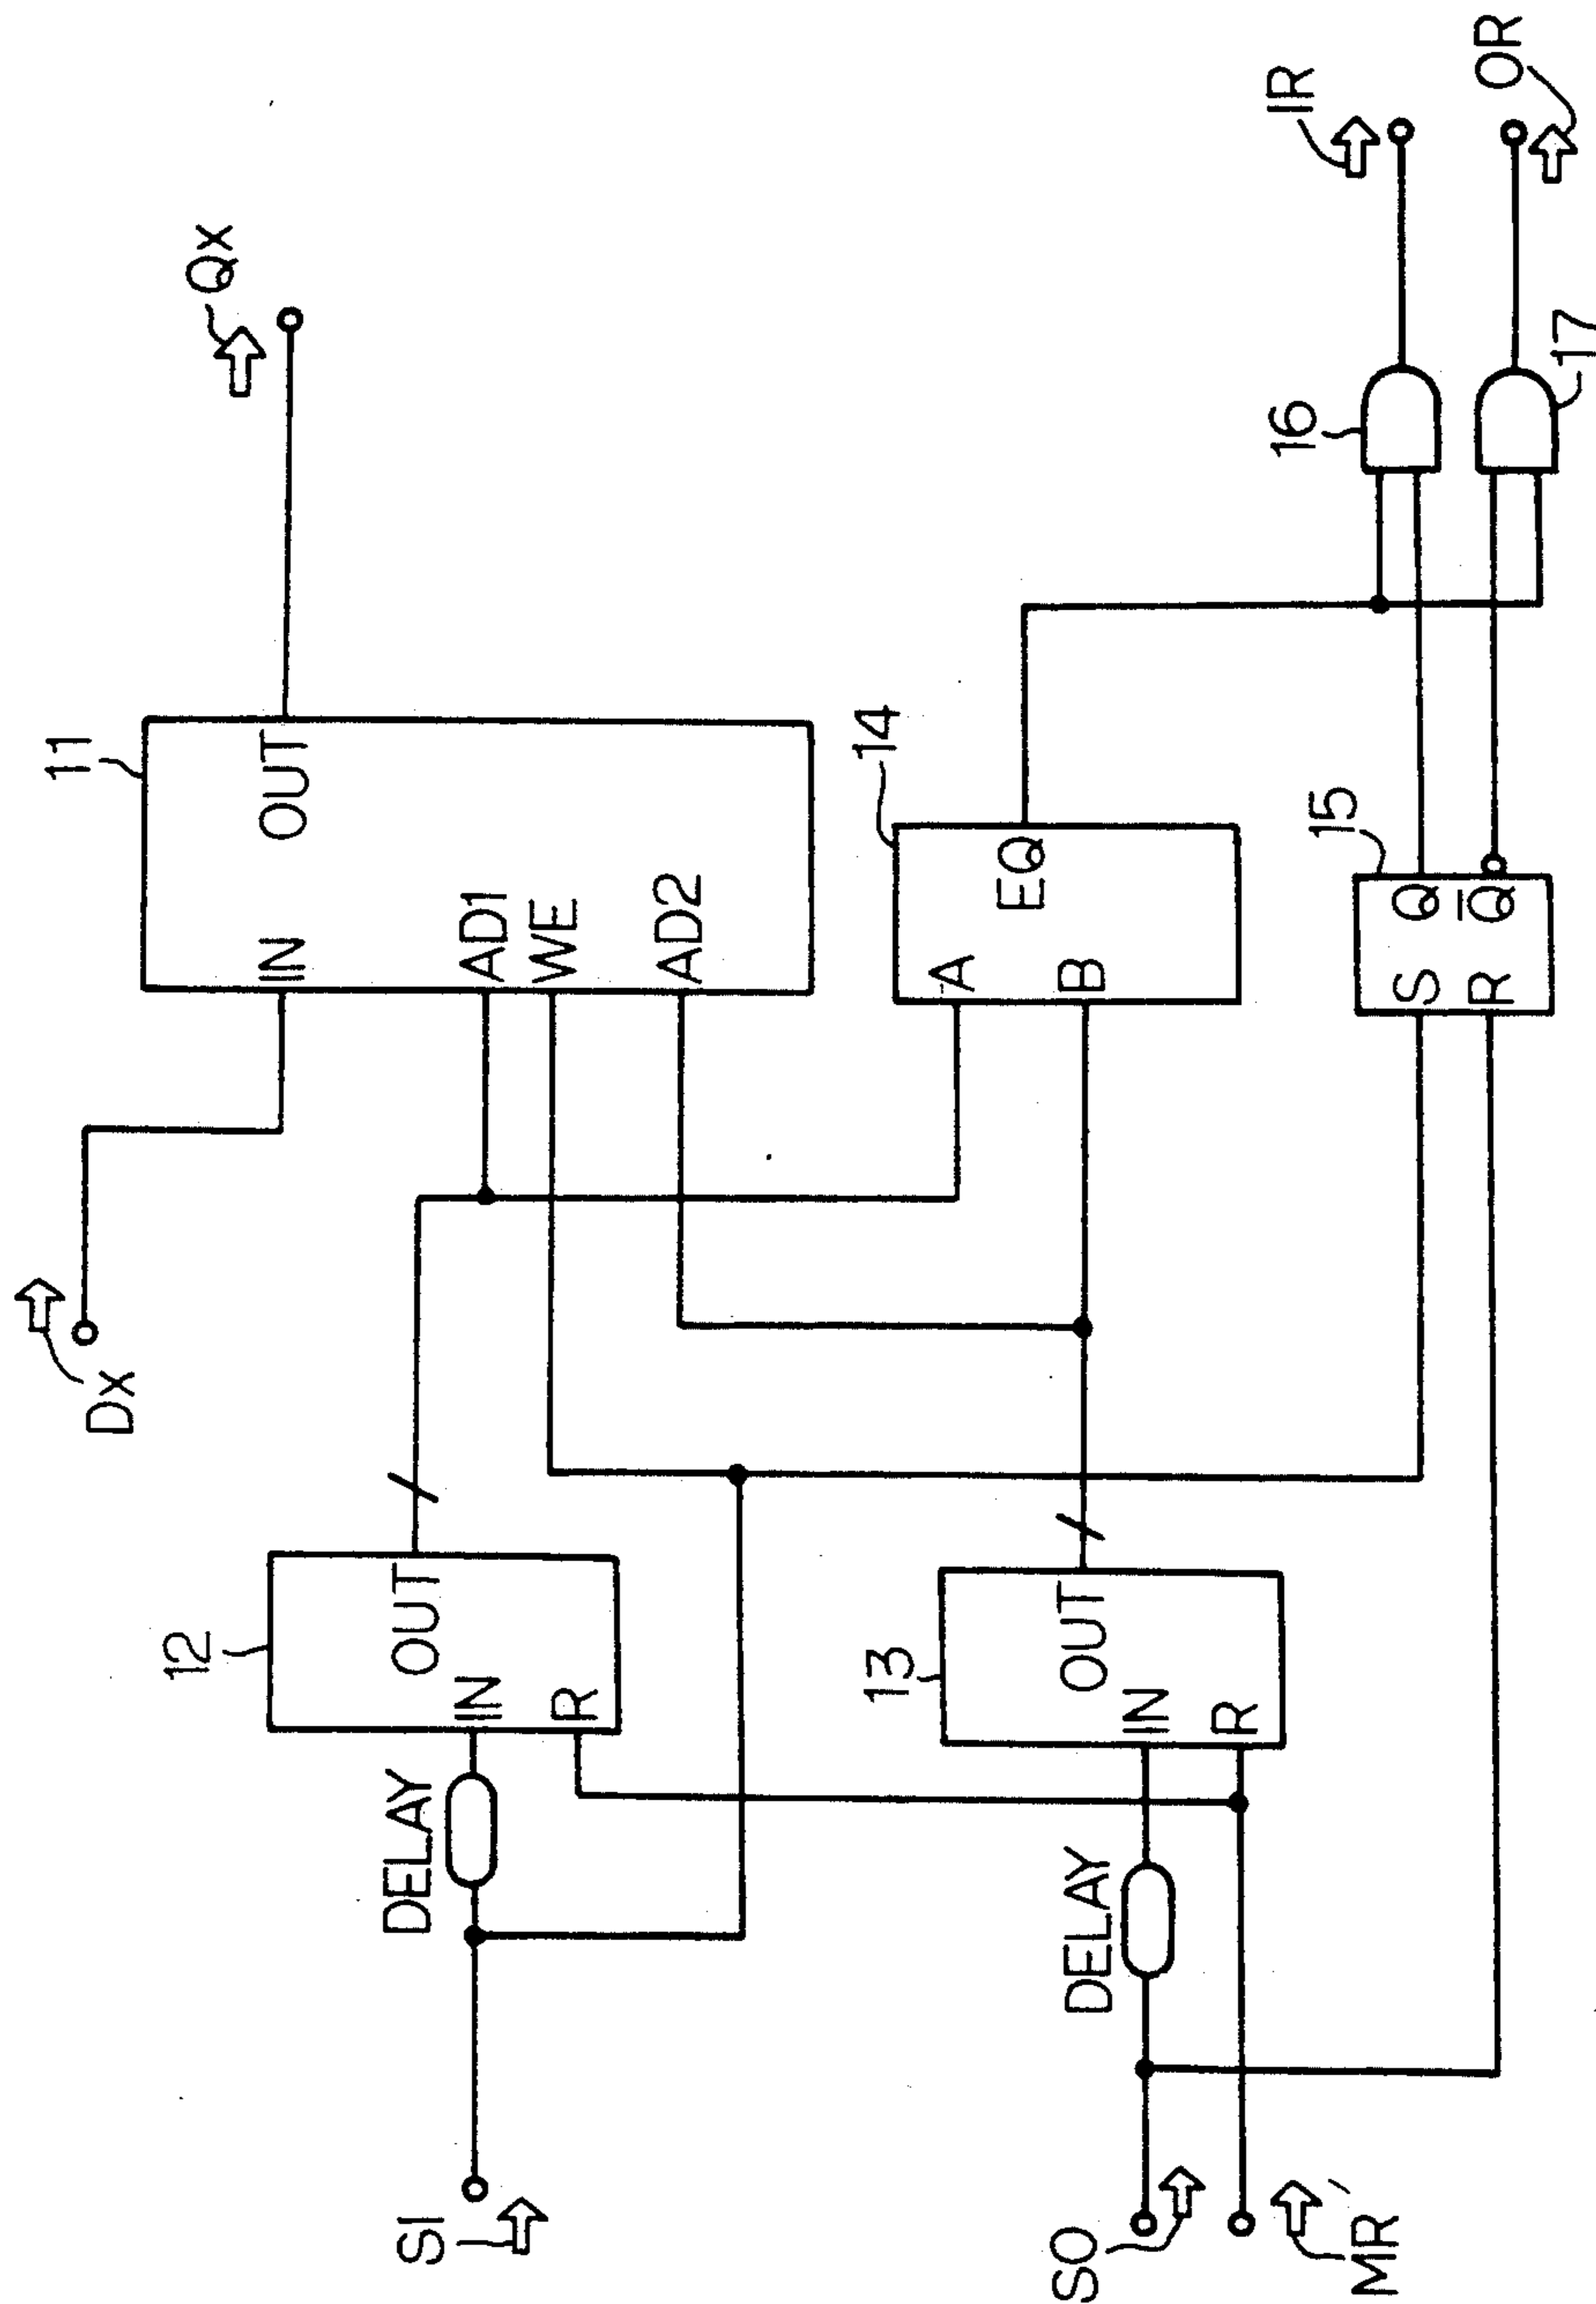 Dx
11
IN
OUT
AD1
WE
AD2
Qx
SI
DELAY
12
IN
OUT
R
14
A
B
EQ
SO
MR
DELAY
13
IN
OUT
R
15
S
R
Q
Q̅
16
17
IR
OR